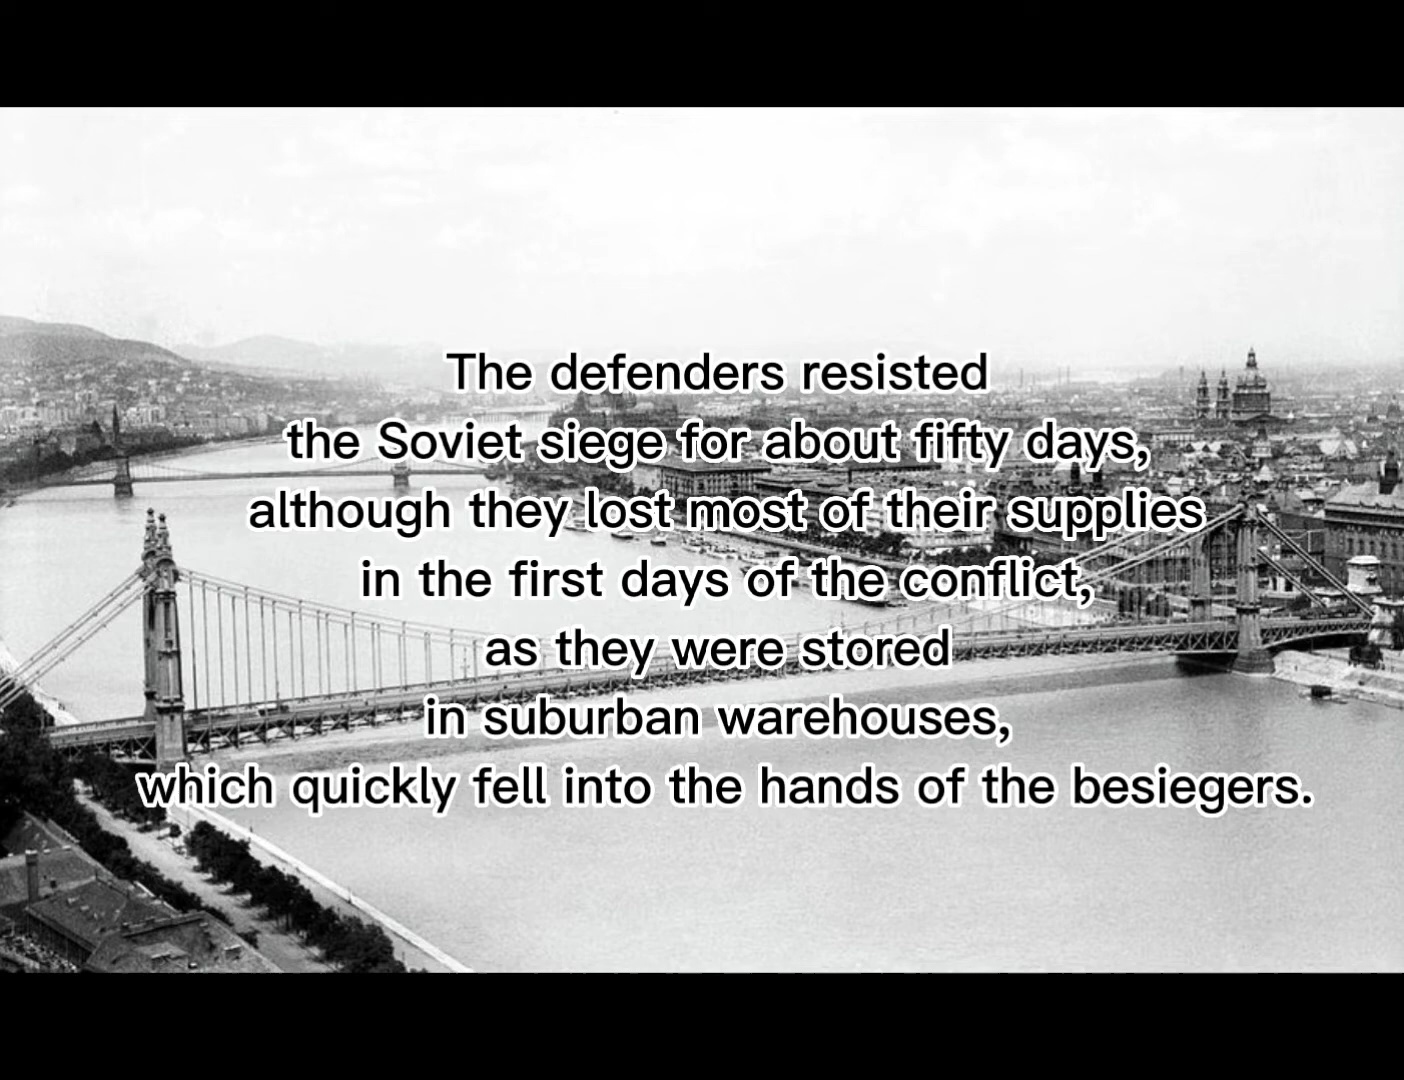 The defenders resisted
the Soviet siege for about fifty days,
although they lost most of their supplies
in the first days of the conflict,
as they were stored
in suburban warehouses,
which quickly fell into the hands of the besiegers.